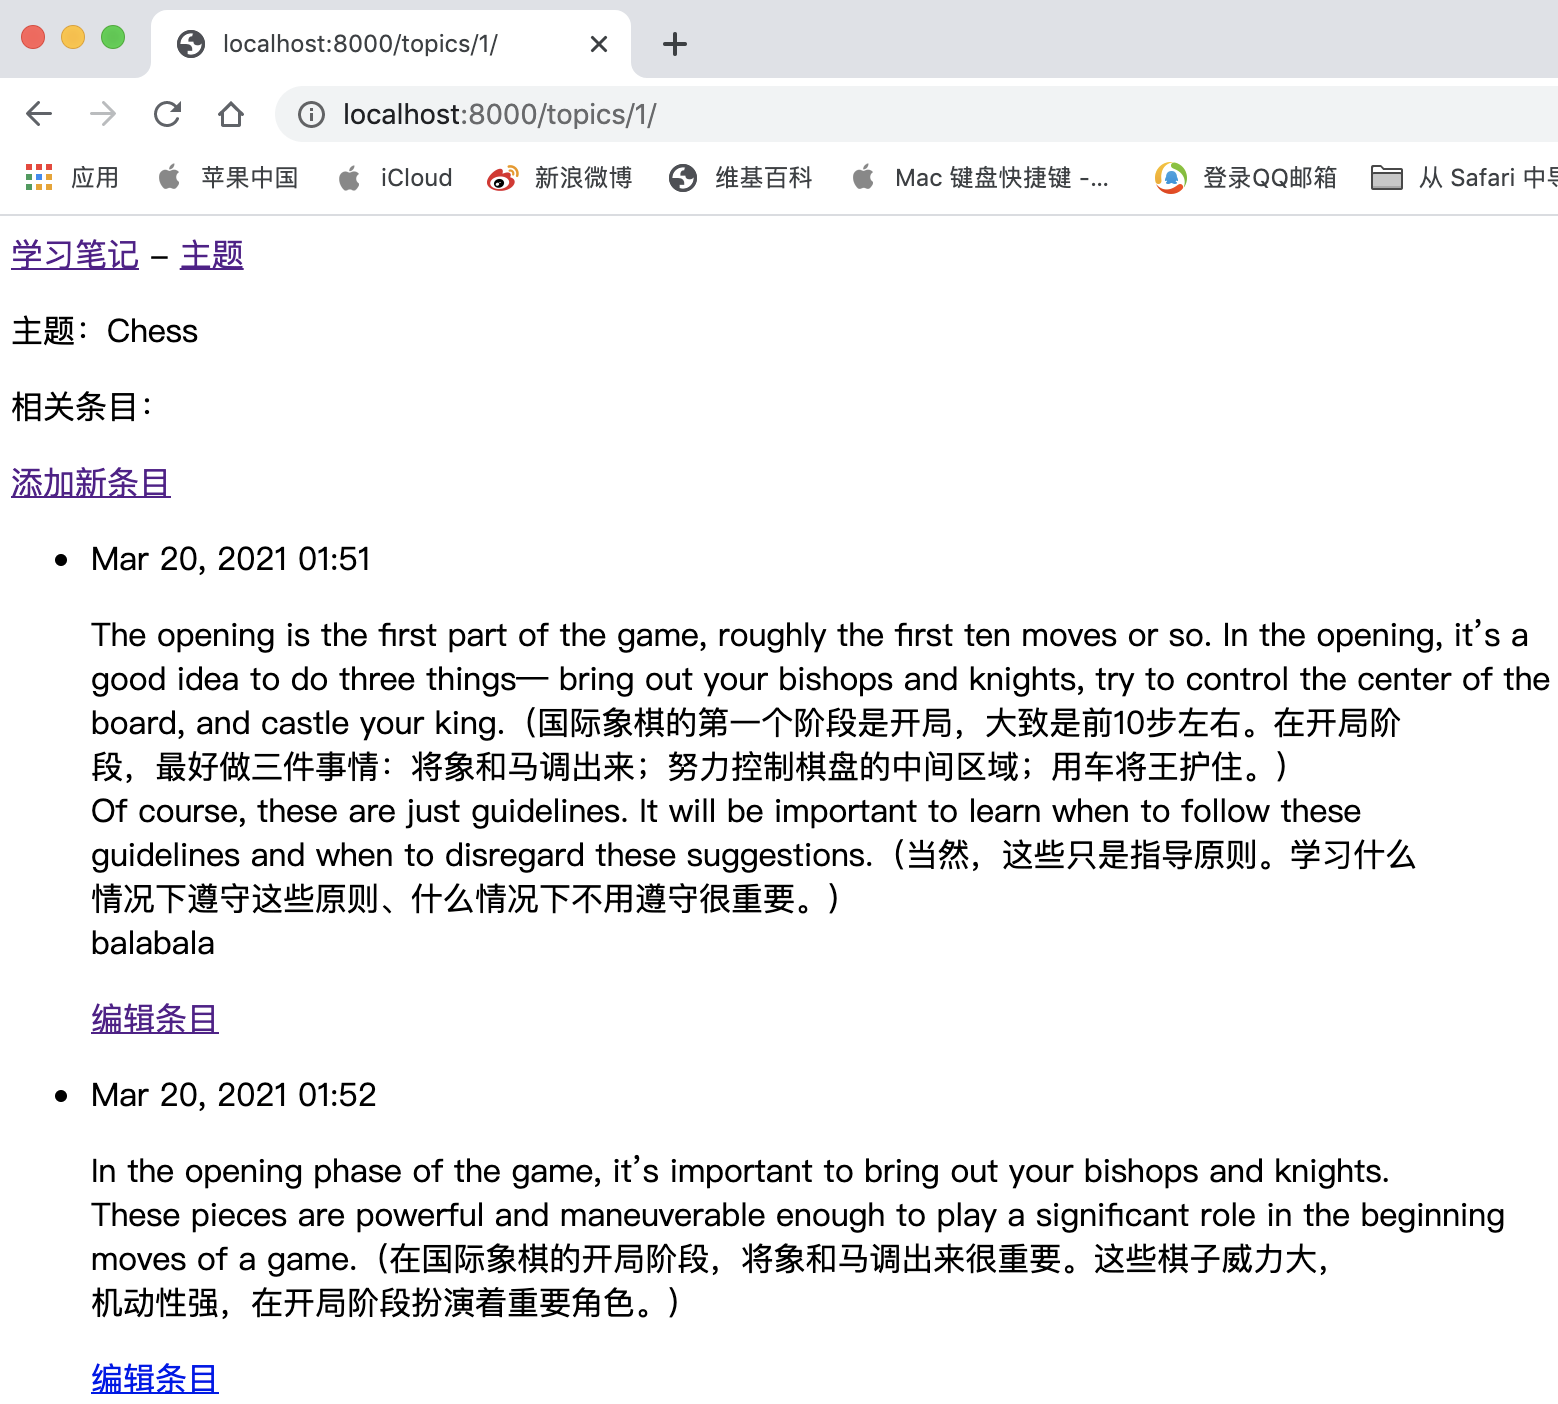 localhost:8000/topics/1/
localhost:8000/topics/1/
应用 苹果中国 iCloud 新浪微博 维基百科 Mac 键盘快捷键 -... 登录QQ邮箱 从 Safari 中导
学习笔记 – 主题
主题：Chess
相关条目：
添加新条目
Mar 20, 2021 01:51
The opening is the first part of the game, roughly the first ten moves or so. In the opening, it’s a
good idea to do three things— bring out your bishops and knights, try to control the center of the
board, and castle your king.（国际象棋的第一个阶段是开局，大致是前10步左右。在开局阶
段，最好做三件事情：将象和马调出来；努力控制棋盘的中间区域；用车将王护住。）
Of course, these are just guidelines. It will be important to learn when to follow these
guidelines and when to disregard these suggestions.（当然，这些只是指导原则。学习什么
情况下遵守这些原则、什么情况下不用遵守很重要。）
balabala
编辑条目
Mar 20, 2021 01:52
In the opening phase of the game, it’s important to bring out your bishops and knights.
These pieces are powerful and maneuverable enough to play a significant role in the beginning
moves of a game.（在国际象棋的开局阶段，将象和马调出来很重要。这些棋子威力大，
机动性强，在开局阶段扮演着重要角色。）
编辑条目